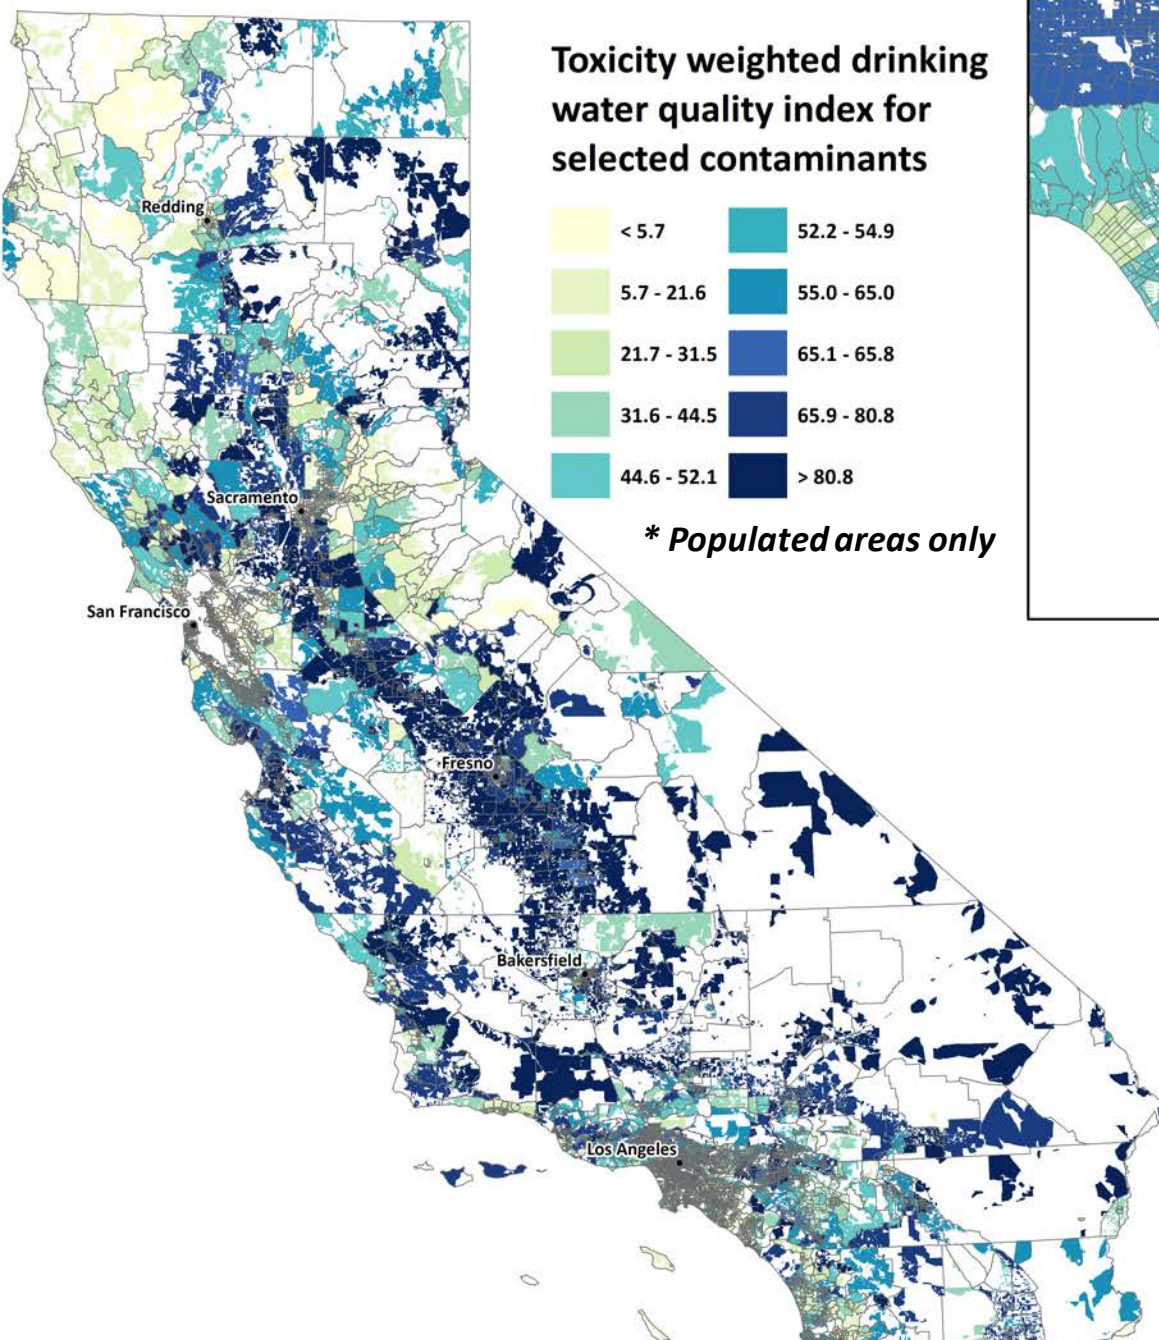 Toxicity weighted drinking
water quality index for
selected contaminants
< 5.7
5.7 - 21.6
21.7 - 31.5
31.6 - 44.5
44.6 - 52.1
52.2 - 54.9
55.0 - 65.0
65.1 - 65.8
65.9 - 80.8
> 80.8
* Populated areas only
Redding
Sacramento
San Francisco
Fresno
Bakersfield
Los Angeles